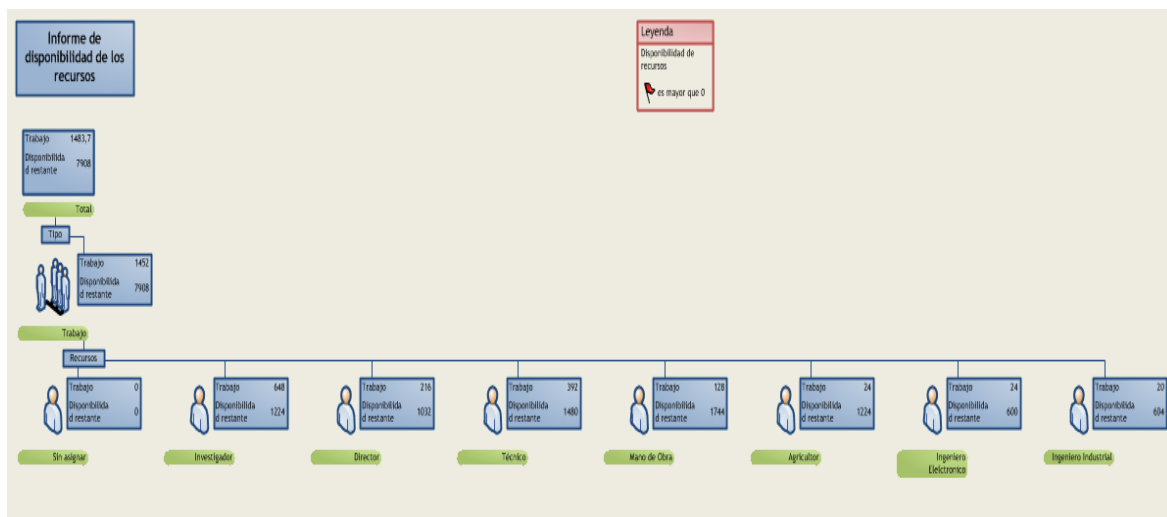 Informe de
disponibilidad de los
recursos
Leyenda
Disponibilidad de
recursos
es mayor que 0
Trabajo 1483,7
Disponibilida
d restante 7908
Total
Tipo
Trabajo 1452
Disponibilida
d restante 7908
Trabajo
Recursos
Trabajo 0
Disponibilida
d restante 0
Sin asignar
Trabajo 648
Disponibilida
d restante 1224
Investigador
Trabajo 216
Disponibilida
d restante 1032
Director
Trabajo 392
Disponibilida
d restante 1480
Técnico
Trabajo 128
Disponibilida
d restante 1744
Mano de Obra
Trabajo 24
Disponibilida
d restante 1224
Agricultor
Trabajo 24
Disponibilida
d restante 600
Ingeniero
Elelctronico
Trabajo 20
Disponibilida
d restante 604
Ingeniero Industrial